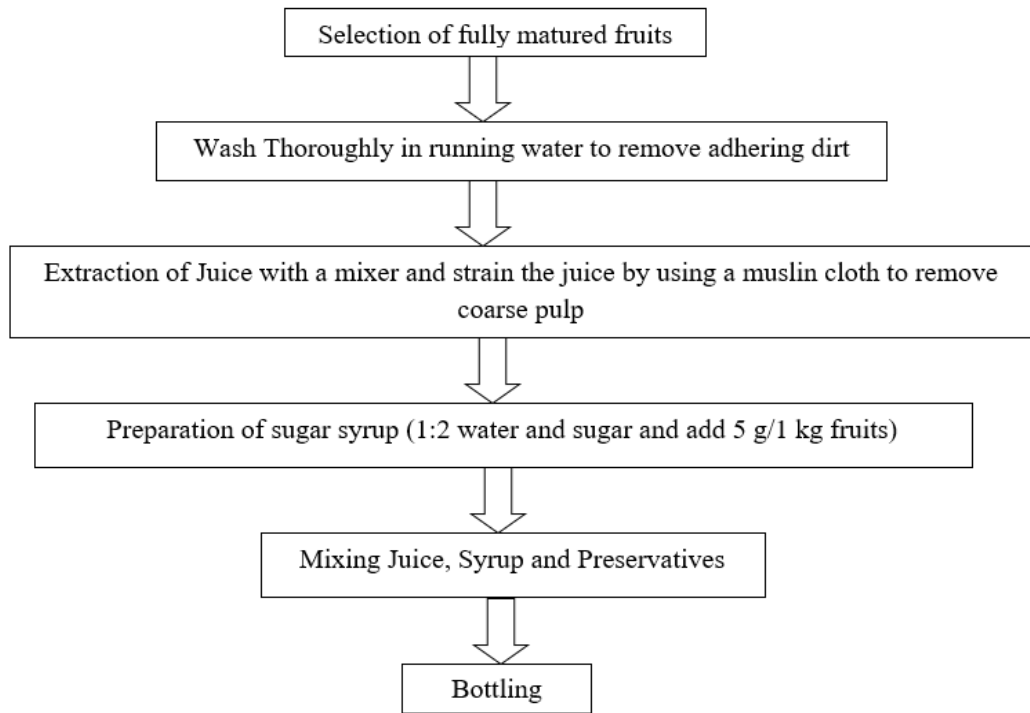 Selection of fully matured fruits
Wash Thoroughly in running water to remove adhering dirt
Extraction of Juice with a mixer and strain the juice by using a muslin cloth to remove
coarse pulp
Preparation of sugar syrup (1:2 water and sugar and add 5 g/1 kg fruits)
Mixing Juice, Syrup and Preservatives
Bottling